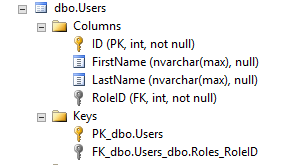 dbo.Users
Columns
ID (PK, int, not null)
FirstName (nvarchar(max), null)
LastName (nvarchar(max), null)
RoleID (FK, int, not null)
Keys
PK_dbo.Users
FK_dbo.Users_dbo.Roles_RoleID